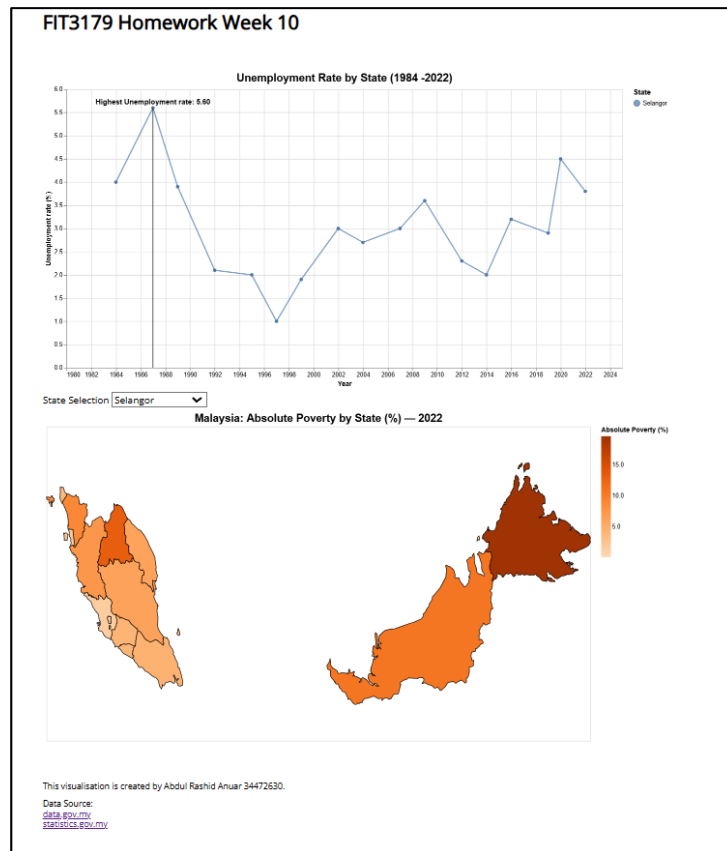 FIT3179 Homework Week 10
Unemployment Rate by State (1984 -2022)
Highest Unemployment rate: 5.60
State
Selangor
Unemployment rate (%)
6.0
5.5
5.0
4.5
4.0
3.5
3.0
2.5
2.0
1.5
1.0
0.5
0.0
1980 1982 1984 1986 1988 1990 1992 1994 1996 1998 2000 2002 2004 2006 2008 2010 2012 2014 2016 2018 2020 2022 2024
Year
State Selection Selangor
Malaysia: Absolute Poverty by State (%) — 2022
Absolute Poverty (%)
15.0
10.0
5.0
This visualisation is created by Abdul Rashid Anuar 34472630.
Data Source:
data.gov.my
statistics.gov.my